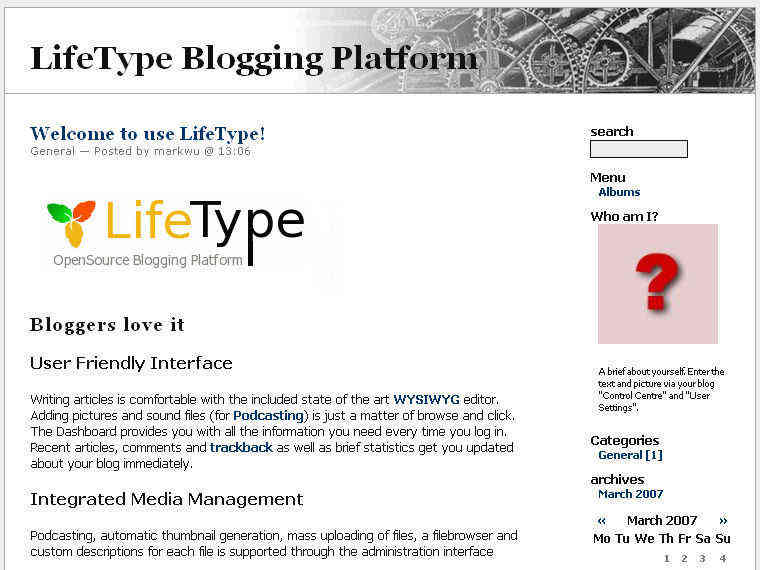 LifeType Blogging Platform
Welcome to use LifeType!
General — Posted by markwu @ 13:06
LifeType
OpenSource Blogging Platform
Bloggers love it
User Friendly Interface
Writing articles is comfortable with the included state of the art WYSIWYG editor.
Adding pictures and sound files (for Podcasting) is just a matter of browse and click.
The Dashboard provides you with all the information you need every time you log in.
Recent articles, comments and trackback as well as brief statistics get you updated
about your blog immediately.
Integrated Media Management
Podcasting, automatic thumbnail generation, mass uploading of files, a filebrowser and
custom descriptions for each file is supported through the administration interface
search
Menu
Albums
Who am I?
?
A brief about yourself. Enter the
text and picture via your blog
"Control Centre" and "User
Settings".
Categories
General [1]
archives
March 2007
« March 2007 »
Mo Tu We Th Fr Sa Su
1 2 3 4